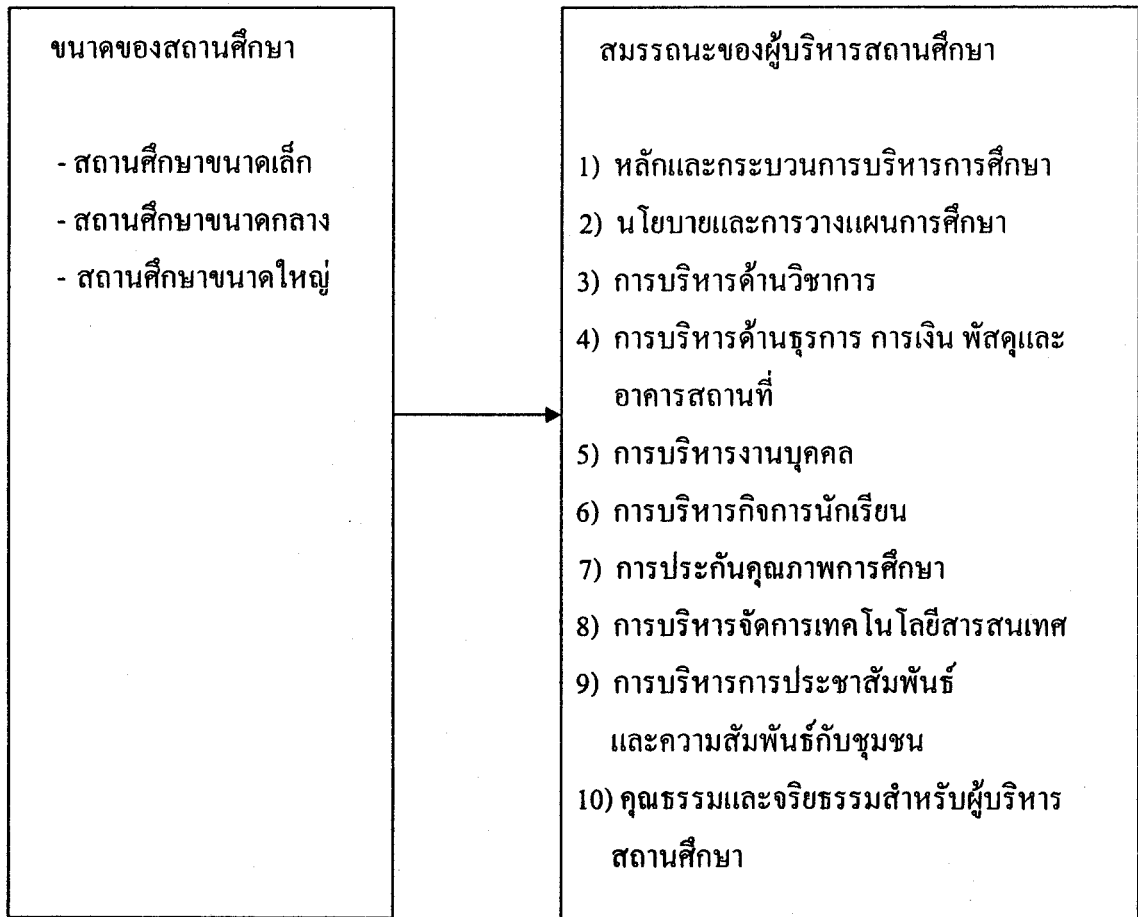 ขนาดของสถานศึกษา
- สถานศึกษาขนาดเล็ก
- สถานศึกษาขนาดกลาง
- สถานศึกษาขนาดใหญ่
สมรรถนะของผู้บริหารสถานศึกษา
1) หลักและกระบวนการบริหารการศึกษา
2) นโยบายและการวางแผนการศึกษา
3) การบริหารด้านวิชาการ
4) การบริหารด้านธุรการ การเงิน พัสดุและ
อาคารสถานที่
5) การบริหารงานบุคคล
6) การบริหารกิจการนักเรียน
7) การประกันคุณภาพการศึกษา
8) การบริหารจัดการเทคโนโลยีสารสนเทศ
9) การบริหารการประชาสัมพันธ์
และความสัมพันธ์กับชุมชน
10) คุณธรรมและจริยธรรมสำหรับผู้บริหาร
สถานศึกษา